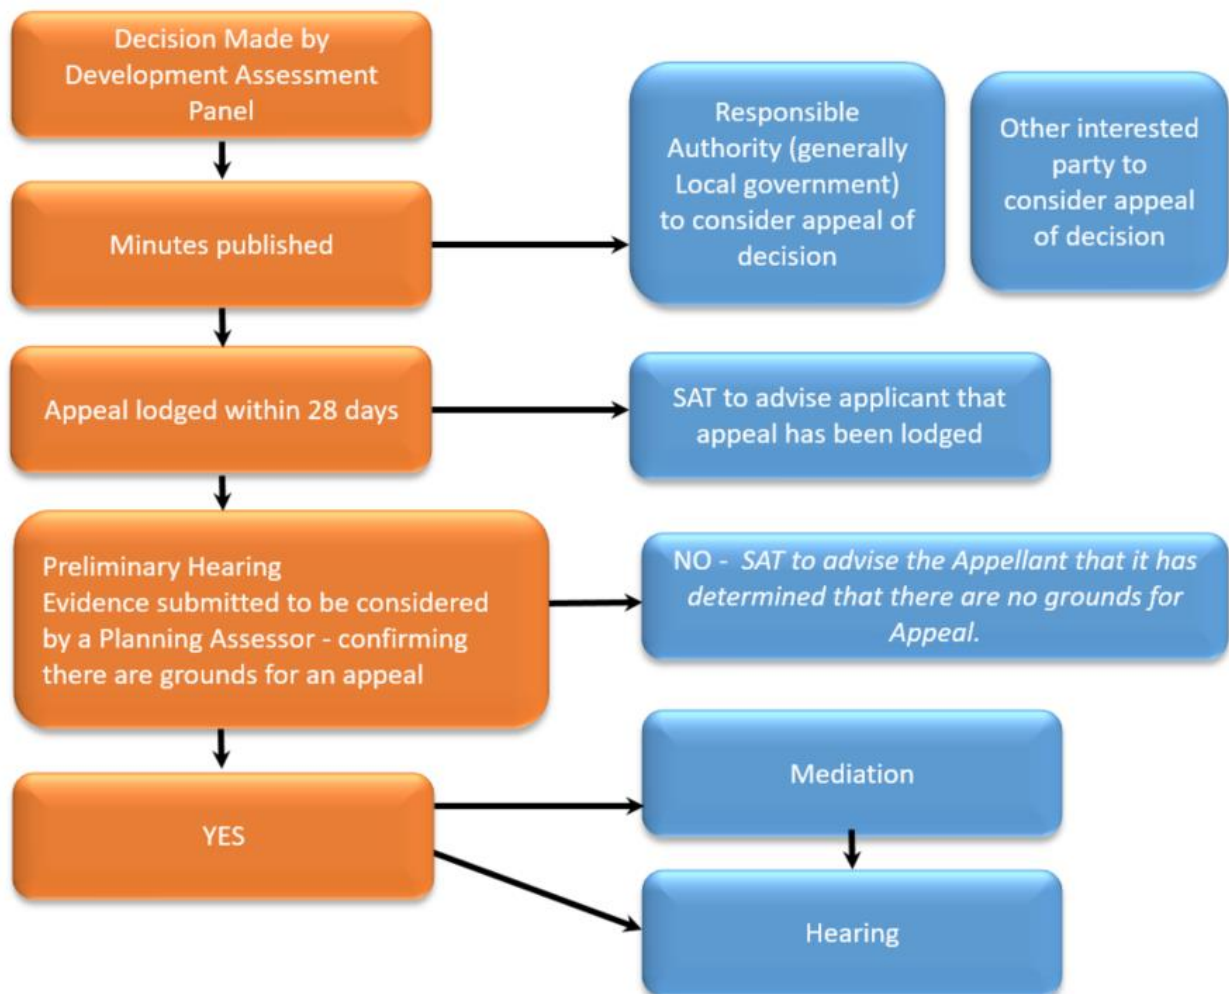 Decision Made by
Development Assessment
Panel
Responsible
Authority (generally
Local government)
to consider appeal of
decision
Other interested
party to
consider appeal
of decision
Minutes published
Appeal lodged within 28 days
SAT to advise applicant that
appeal has been lodged
Preliminary Hearing
Evidence submitted to be considered
by a Planning Assessor - confirming
there are grounds for an appeal
NO - SAT to advise the Appellant that it has
determined that there are no grounds for
Appeal.
YES
Mediation
Hearing